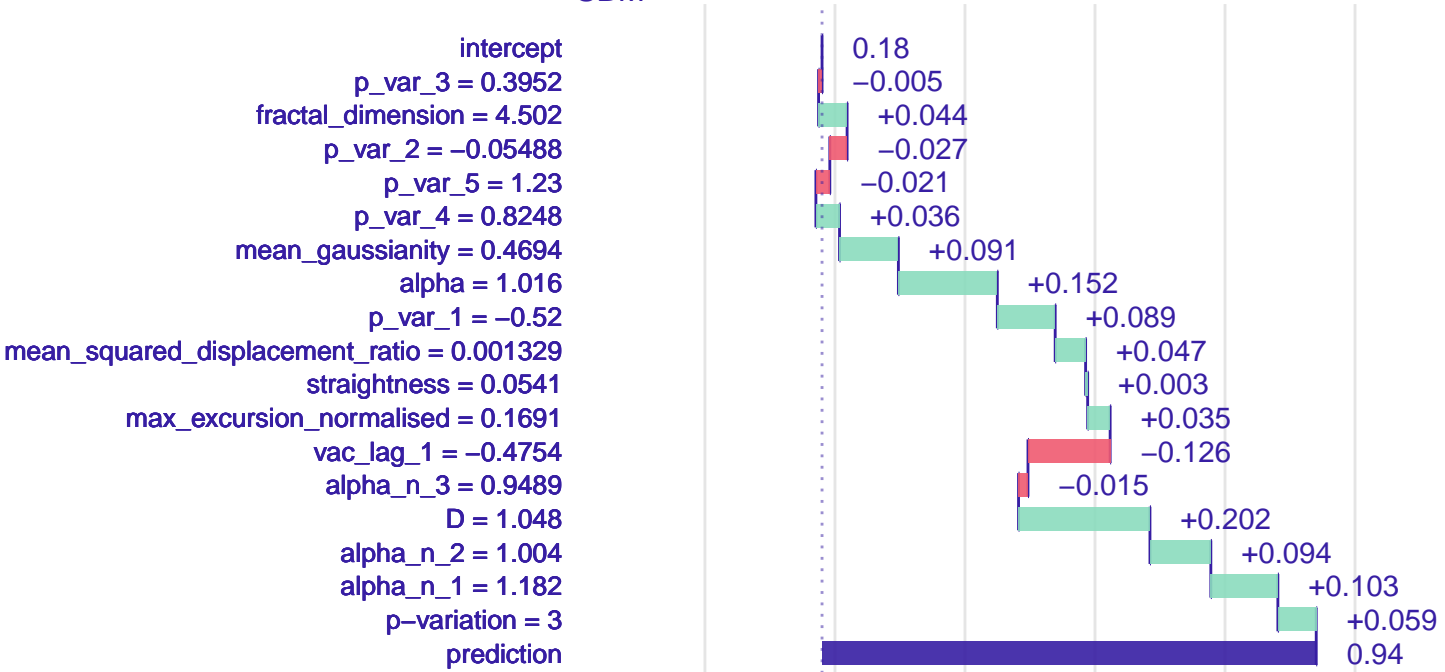 intercept 0.18
p_var_3 = 0.3952 −0.005
fractal_dimension = 4.502 +0.044
p_var_2 = −0.05488 −0.027
p_var_5 = 1.23 −0.021
p_var_4 = 0.8248 +0.036
mean_gaussianity = 0.4694 +0.091
alpha = 1.016 +0.152
p_var_1 = −0.52 +0.089
mean_squared_displacement_ratio = 0.001329 +0.047
straightness = 0.0541 +0.003
max_excursion_normalised = 0.1691 +0.035
vac_lag_1 = −0.4754 −0.126
alpha_n_3 = 0.9489 −0.015
D = 1.048 +0.202
alpha_n_2 = 1.004 +0.094
alpha_n_1 = 1.182 +0.103
p−variation = 3 +0.059
prediction 0.94